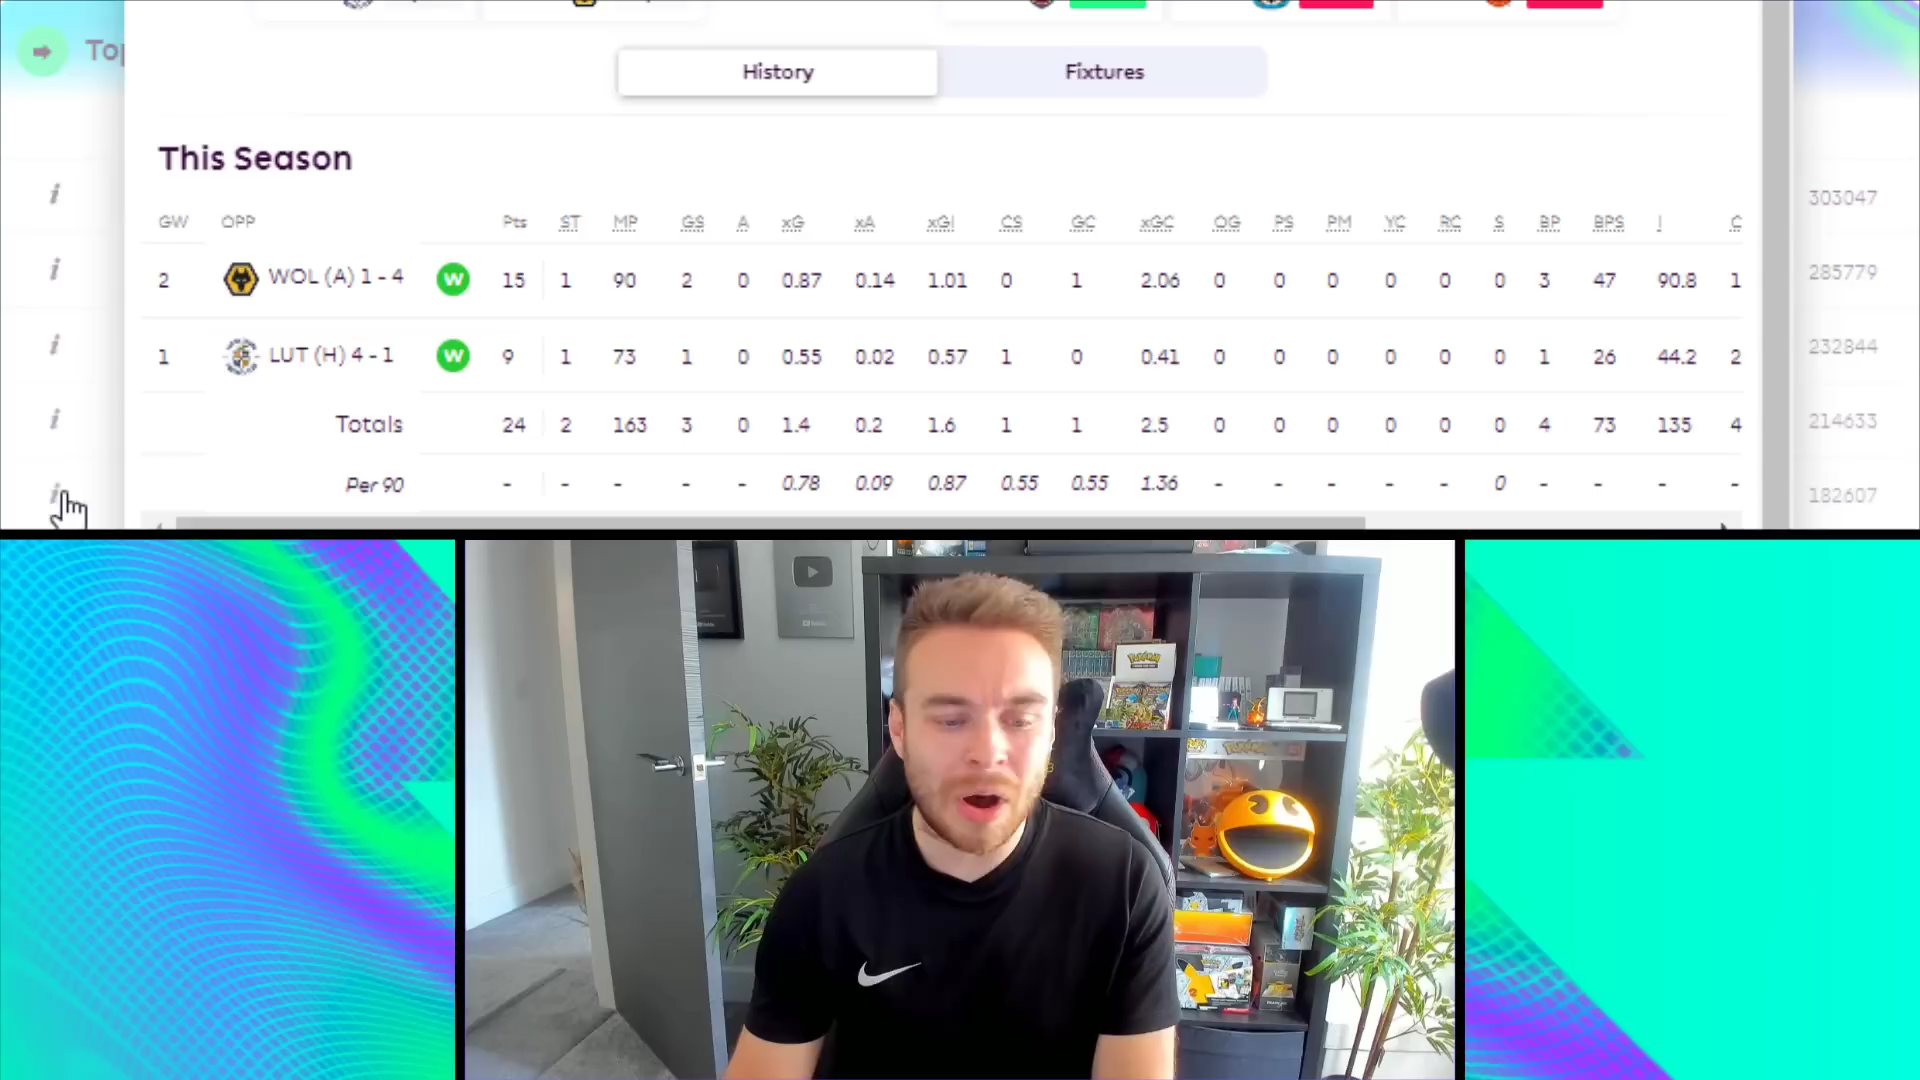 Top
History
Fixtures
This Season
GW OPP Pts ST MP GS A xG xA xGI CS GC xGC OG PS PM YC RC S BP BPS I C
2 WOL (A) 1 - 4 W 15 1 90 2 0 0.87 0.14 1.01 0 1 2.06 0 0 0 0 0 0 3 47 90.8 1
1 LUT (H) 4 - 1 W 9 1 73 1 0 0.55 0.02 0.57 1 0 0.41 0 0 0 0 0 0 1 26 44.2 2
Totals 24 2 163 3 0 1.4 0.2 1.6 1 1 2.5 0 0 0 0 0 0 4 73 135 4
Per 90 - - - - - 0.78 0.09 0.87 0.55 0.55 1.36 - - - - - 0 - - - -
i 303047
i 285779
i 232844
i 214633
i 182607
Pokémon